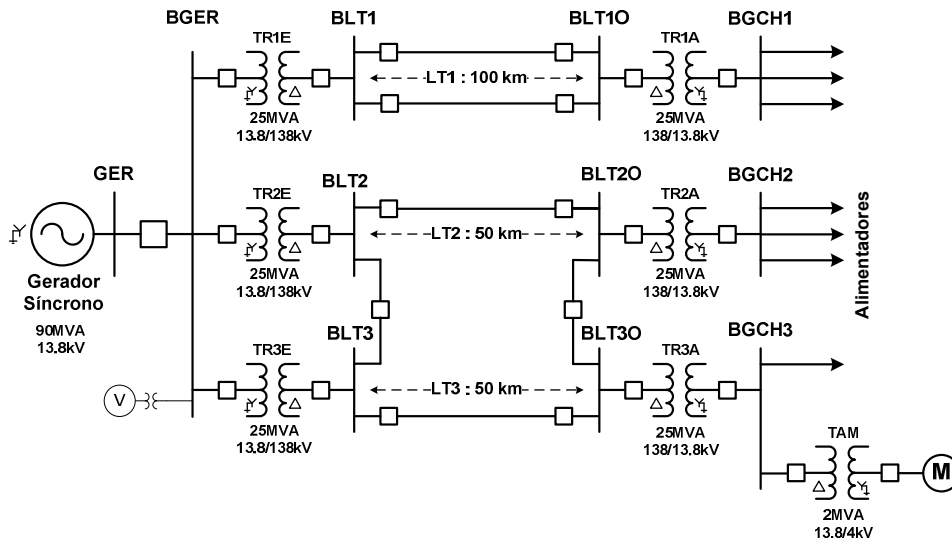 BGER
BLT1
BLT1O
BGCH1
TR1E
TR1A
LT1 : 100 km
25MVA
13.8/138kV
25MVA
138/13.8kV
GER
BLT2
BLT2O
BGCH2
TR2E
TR2A
LT2 : 50 km
25MVA
13.8/138kV
25MVA
138/13.8kV
Alimentadores
Gerador
Síncrono
90MVA
13.8kV
BLT3
BLT3O
BGCH3
TR3E
TR3A
LT3 : 50 km
V
25MVA
13.8/138kV
25MVA
138/13.8kV
TAM
M
2MVA
13.8/4kV